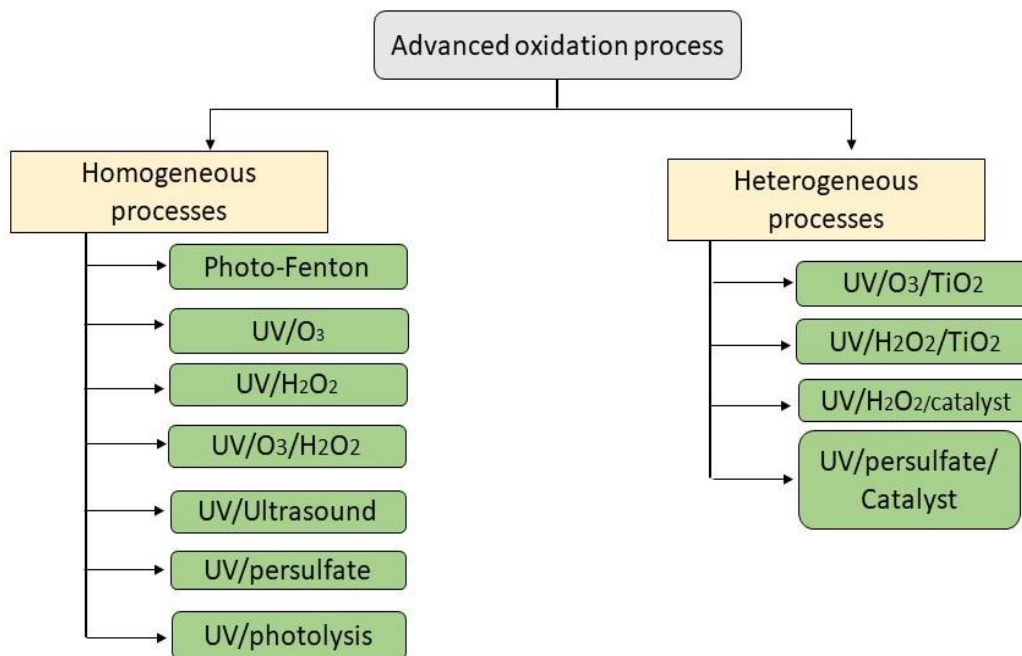 Advanced oxidation process
Homogeneous
processes
Photo-Fenton
UV/O3
UV/H2O2
UV/O3/H2O2
UV/Ultrasound
UV/persulfate
UV/photolysis
Heterogeneous
processes
UV/O3/TiO2
UV/H2O2/TiO2
UV/H2O2/catalyst
UV/persulfate/
Catalyst